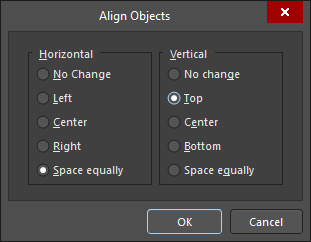 Align Objects
Horizontal
No Change
Left
Center
Right
Space equally
Vertical
No change
Top
Center
Bottom
Space equally
OK
Cancel